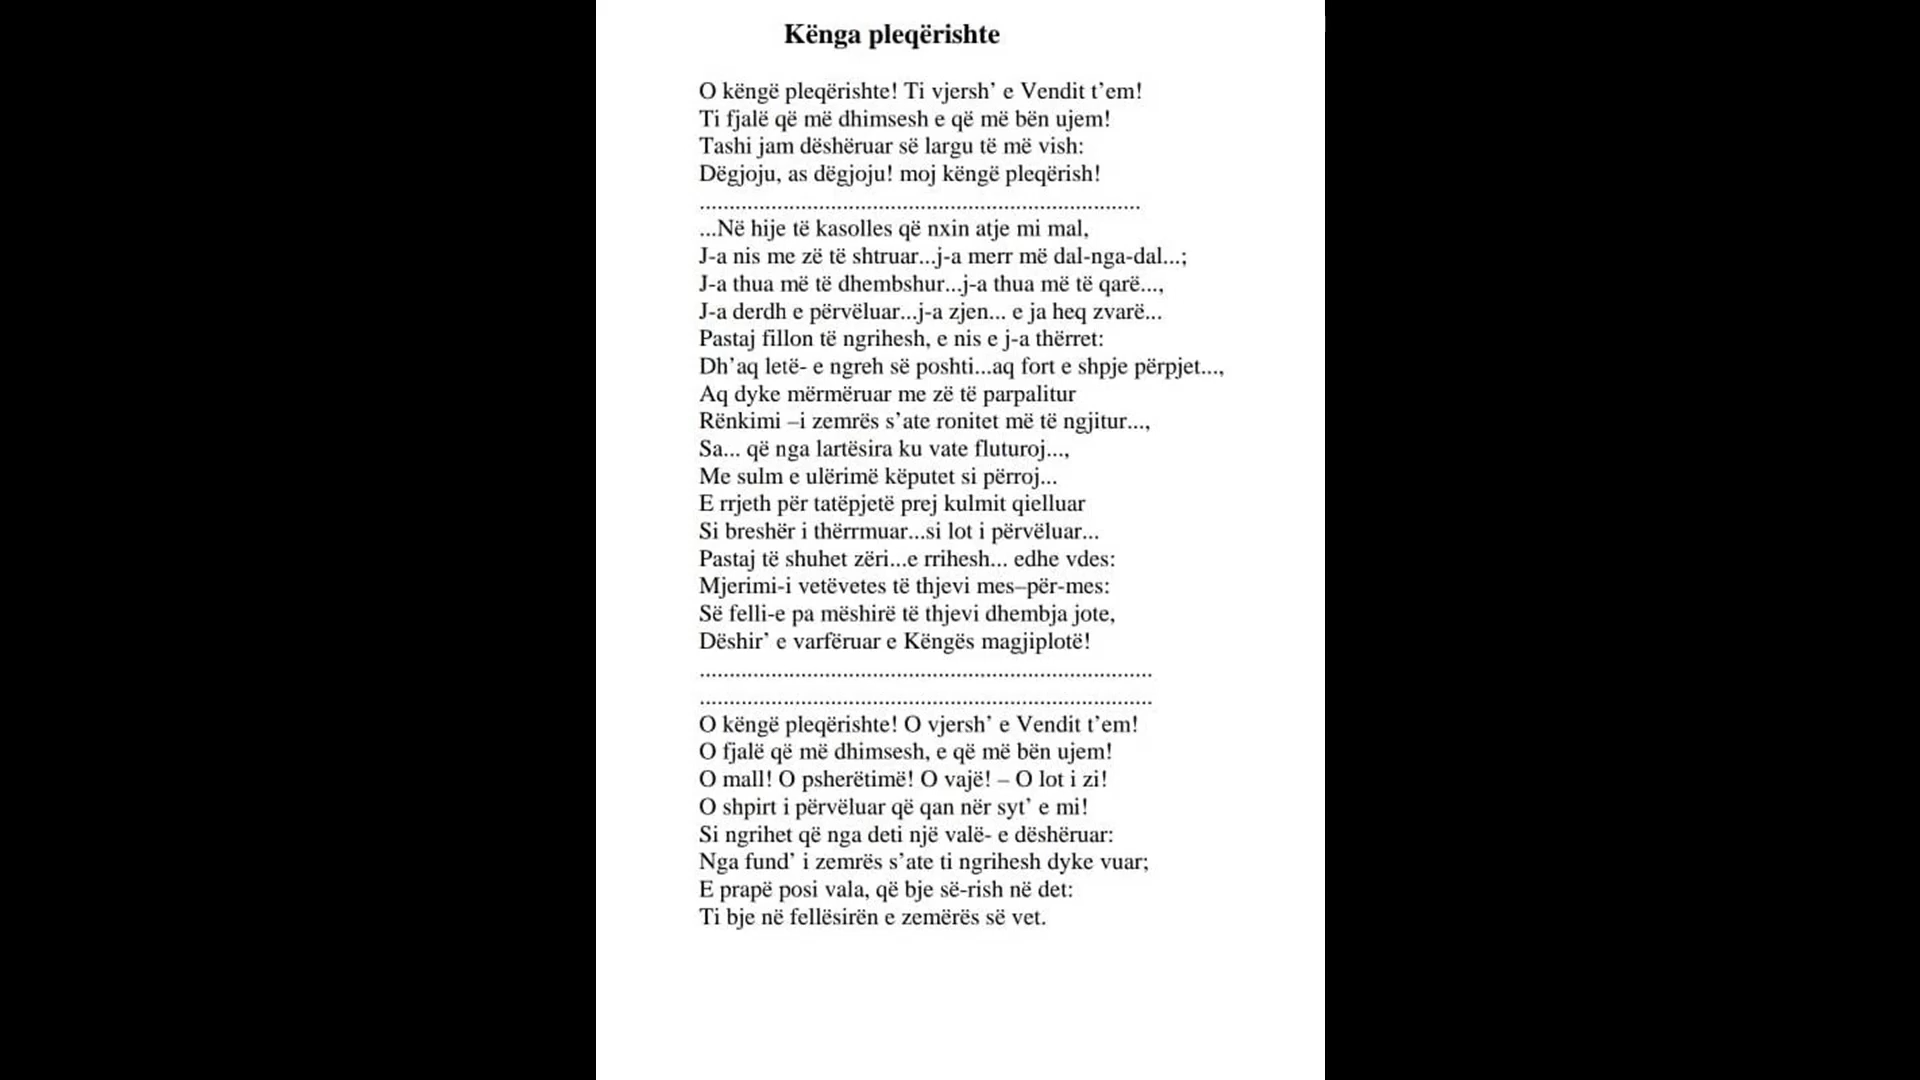 Kënga pleqërishte
O këngë pleqërishte! Ti vjersh’ e Vendit t’em!
Ti fjalë që më dhimsesh e që më bën ujem!
Tashi jam dëshëruar së largu të më vish:
Dëgjoju, as dëgjoju! moj këngë pleqërish!
..........................................................................
...Në hije të kasolles që nxin atje mi mal,
J-a nis me zë të shtruar...j-a merr më dal-nga-dal...;
J-a thua më të dhembshur...j-a thua më të qarë...,
J-a derdh e përvëluar...j-a zjen... e ja heq zvarë...
Pastaj fillon të ngrihesh, e nis e j-a thërret:
Dh’aq letë- e ngreh së poshti...aq fort e shpje përpjet...,
Aq dyke mërmëruar me zë të parpalitur
Rënkimi –i zemrës s’ate ronitet më të ngjitur...,
Sa... që nga lartësira ku vate fluturoj...,
Me sulm e ulërimë këputet si përroj...
E rrjeth për tatëpjetë prej kulmit qielluar
Si breshër i thërrmuar...si lot i përvëluar...
Pastaj të shuhet zëri...e rrihesh... edhe vdes:
Mjerimi-i vetëvetes të thjevi mes–për-mes:
Së felli-e pa mëshirë të thjevi dhembja jote,
Dëshir’ e varfëruar e Këngës magjiplotë!
............................................................................
............................................................................
O këngë pleqërishte! O vjersh’ e Vendit t’em!
O fjalë që më dhimsesh, e që më bën ujem!
O mall! O psherëtimë! O vajë! – O lot i zi!
O shpirt i përvëluar që qan nër syt’ e mi!
Si ngrihet që nga deti një valë- e dëshëruar:
Nga fund’ i zemrës s’ate ti ngrihesh dyke vuar;
E prapë posi vala, që bje së-rish në det:
Ti bje në fellësirën e zemërës së vet.